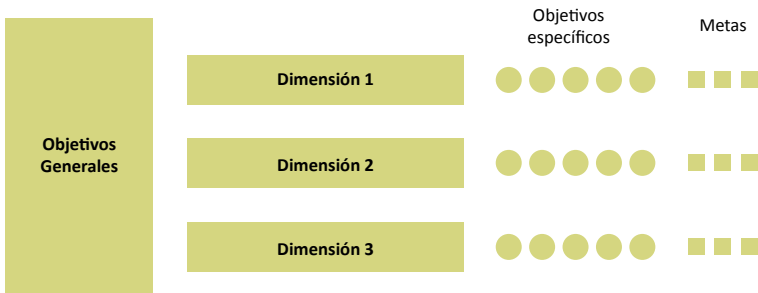 Objetivos
específicos
Metas
Dimensión 1
Objetivos
Generales
Dimensión 2
Dimensión 3